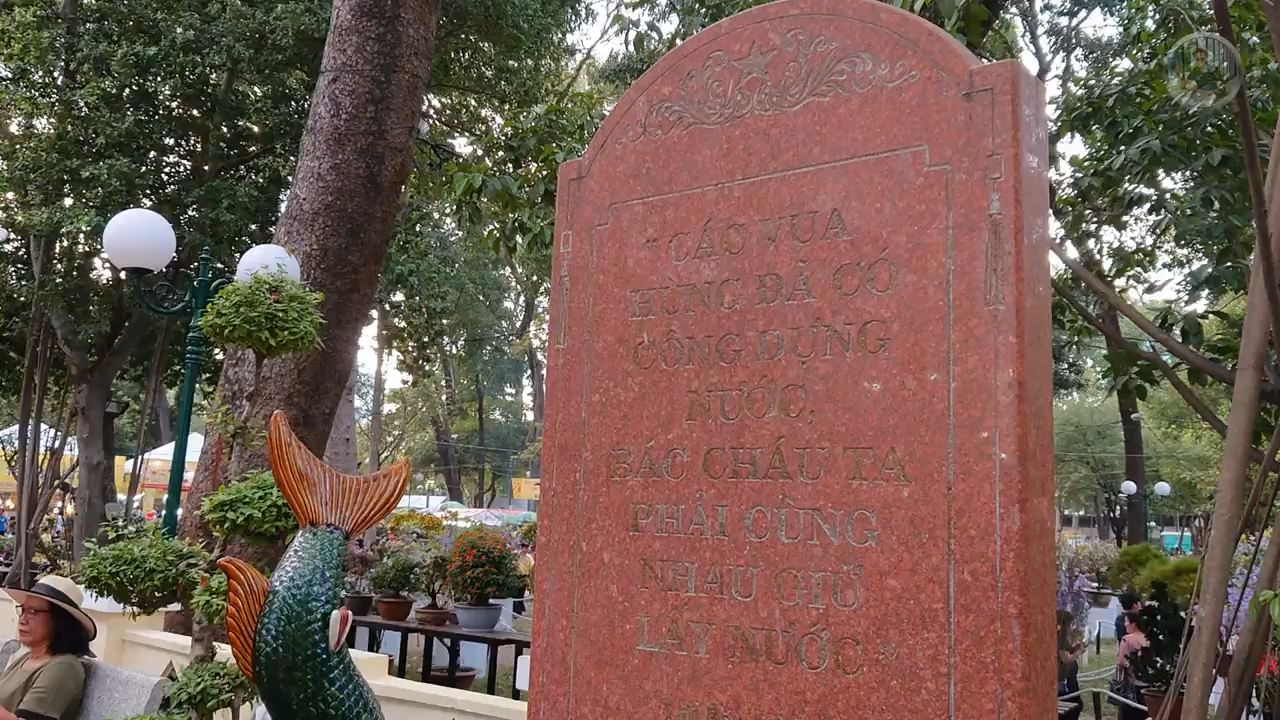 “ CÁC VUA
HÙNG ĐÃ CÓ
CÔNG DỰNG
NƯỚC,
BÁC CHÁU TA
PHẢI CÙNG
NHAU GIỮ
LẤY NƯỚC ”